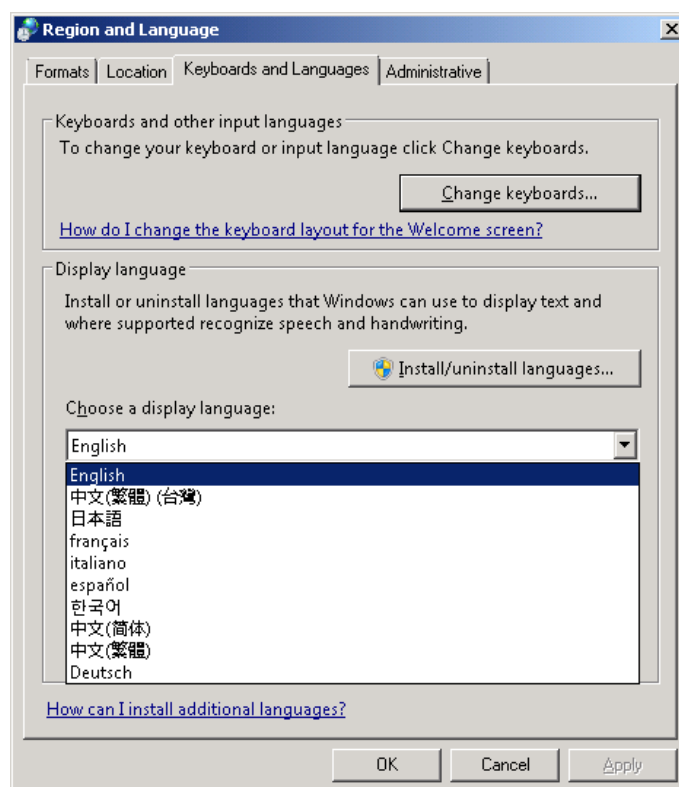 Region and Language
Formats Location Keyboards and Languages Administrative
Keyboards and other input languages
To change your keyboard or input language click Change keyboards.
Change keyboards...
How do I change the keyboard layout for the Welcome screen?
Display language
Install or uninstall languages that Windows can use to display text and
where supported recognize speech and handwriting.
Install/uninstall languages...
Choose a display language:
English
English
中文(繁體) (台灣)
日本語
français
italiano
español
한국어
中文(简体)
中文(繁體)
Deutsch
How can I install additional languages?
OK Cancel Apply